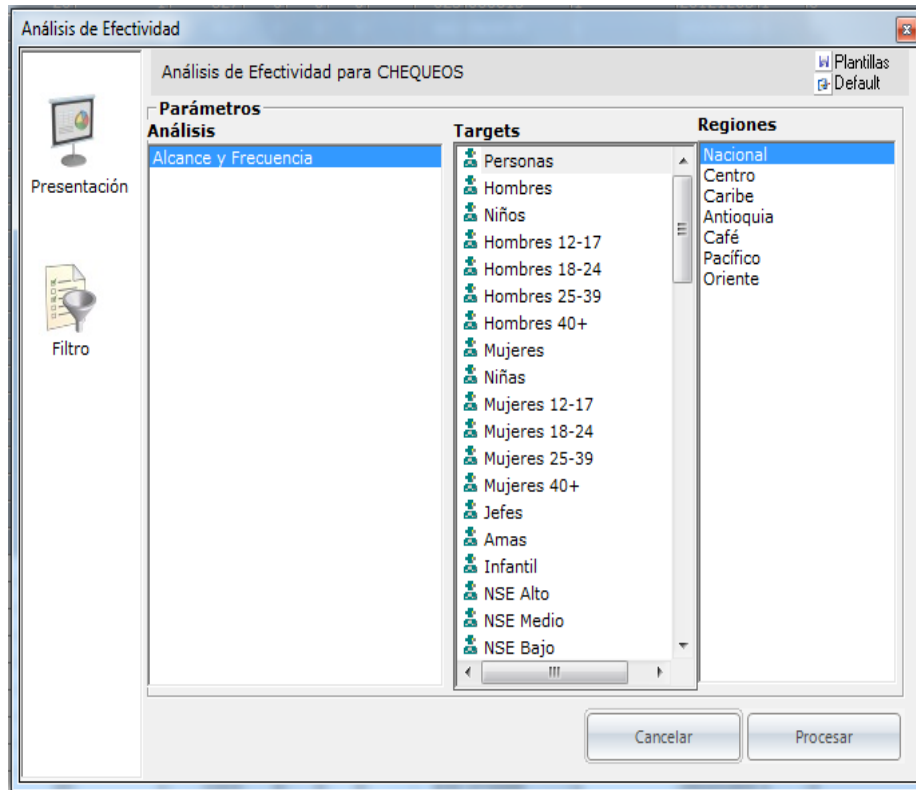 Análisis de Efectividad
Análisis de Efectividad para CHEQUEOS
Plantillas
Default
Presentación
Filtro
Parámetros
Análisis
Alcance y Frecuencia
Targets
Personas
Hombres
Niños
Hombres 12-17
Hombres 18-24
Hombres 25-39
Hombres 40+
Mujeres
Niñas
Mujeres 12-17
Mujeres 18-24
Mujeres 25-39
Mujeres 40+
Jefes
Amas
Infantil
NSE Alto
NSE Medio
NSE Bajo
Regiones
Nacional
Centro
Caribe
Antioquia
Café
Pacífico
Oriente
Cancelar
Procesar